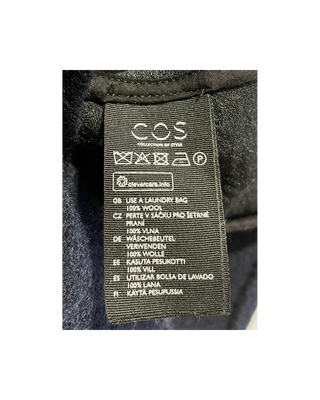 COS
COLLECTION OF STYLE
P
clevercare.info
GB USE A LAUNDRY BAG
100% WOOL
CZ PERTE V SÁČKU PRO ŠETRNÉ
PRANÍ
100% VLNA
DE WÄSCHEBEUTEL
VERWENDEN
100% WOLLE
EE KASUTA PESUKOTTI
100% VILL
ES UTILIZAR BOLSA DE LAVADO
100% LANA
FI KÄYTÄ PESUPUSSIA